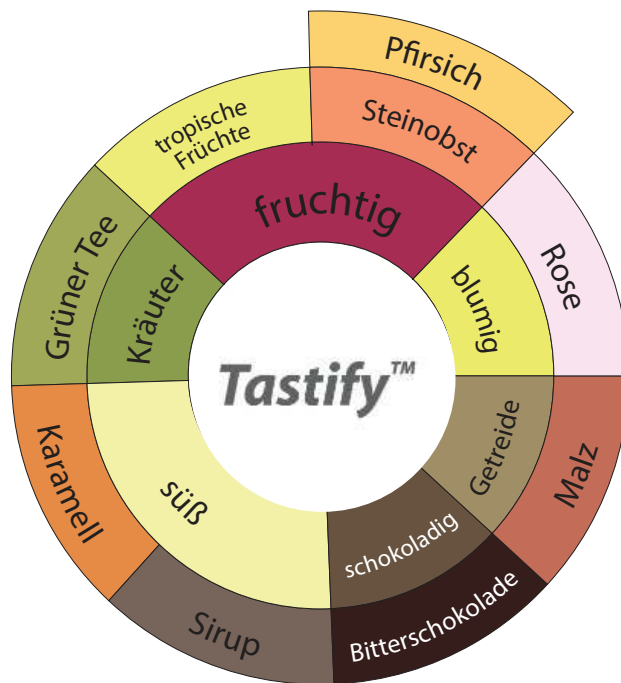 Pfirsich
Steinobst
tropische
Früchte
fruchtig
Grüner Tee
Kräuter
blumig
Rose
Tastify™
Getreide
Malz
Karamell
süß
schokoladig
Sirup
Bitterschokolade